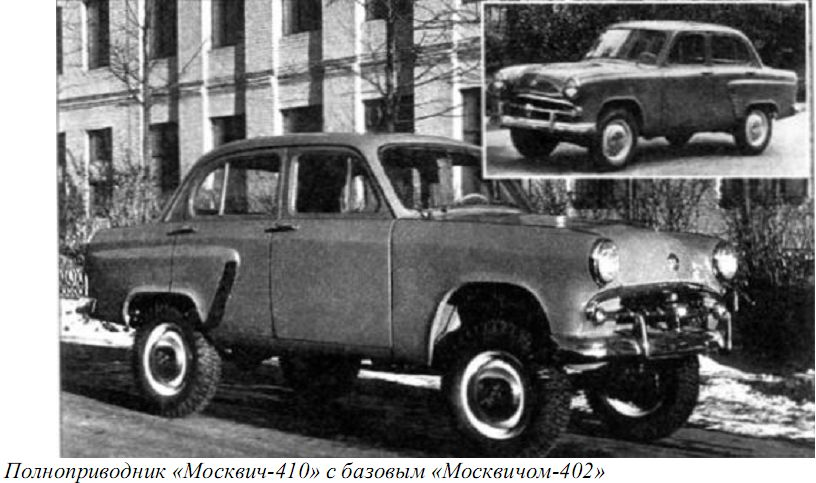 Полноприводник «Москвич-410» с базовым «Москвичом-402»